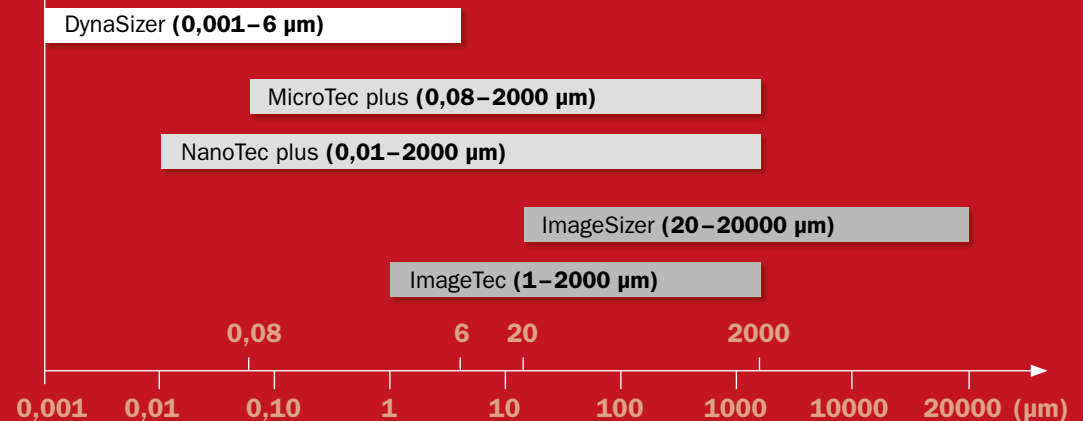 DynaSizer (0,001–6 µm)
MicroTec plus (0,08–2000 µm)
NanoTec plus (0,01–2000 µm)
ImageSizer (20–20000 µm)
ImageTec (1–2000 µm)
0,08 6 20 2000
0,001 0,01 0,10 1 10 100 1000 10000 20000 (µm)